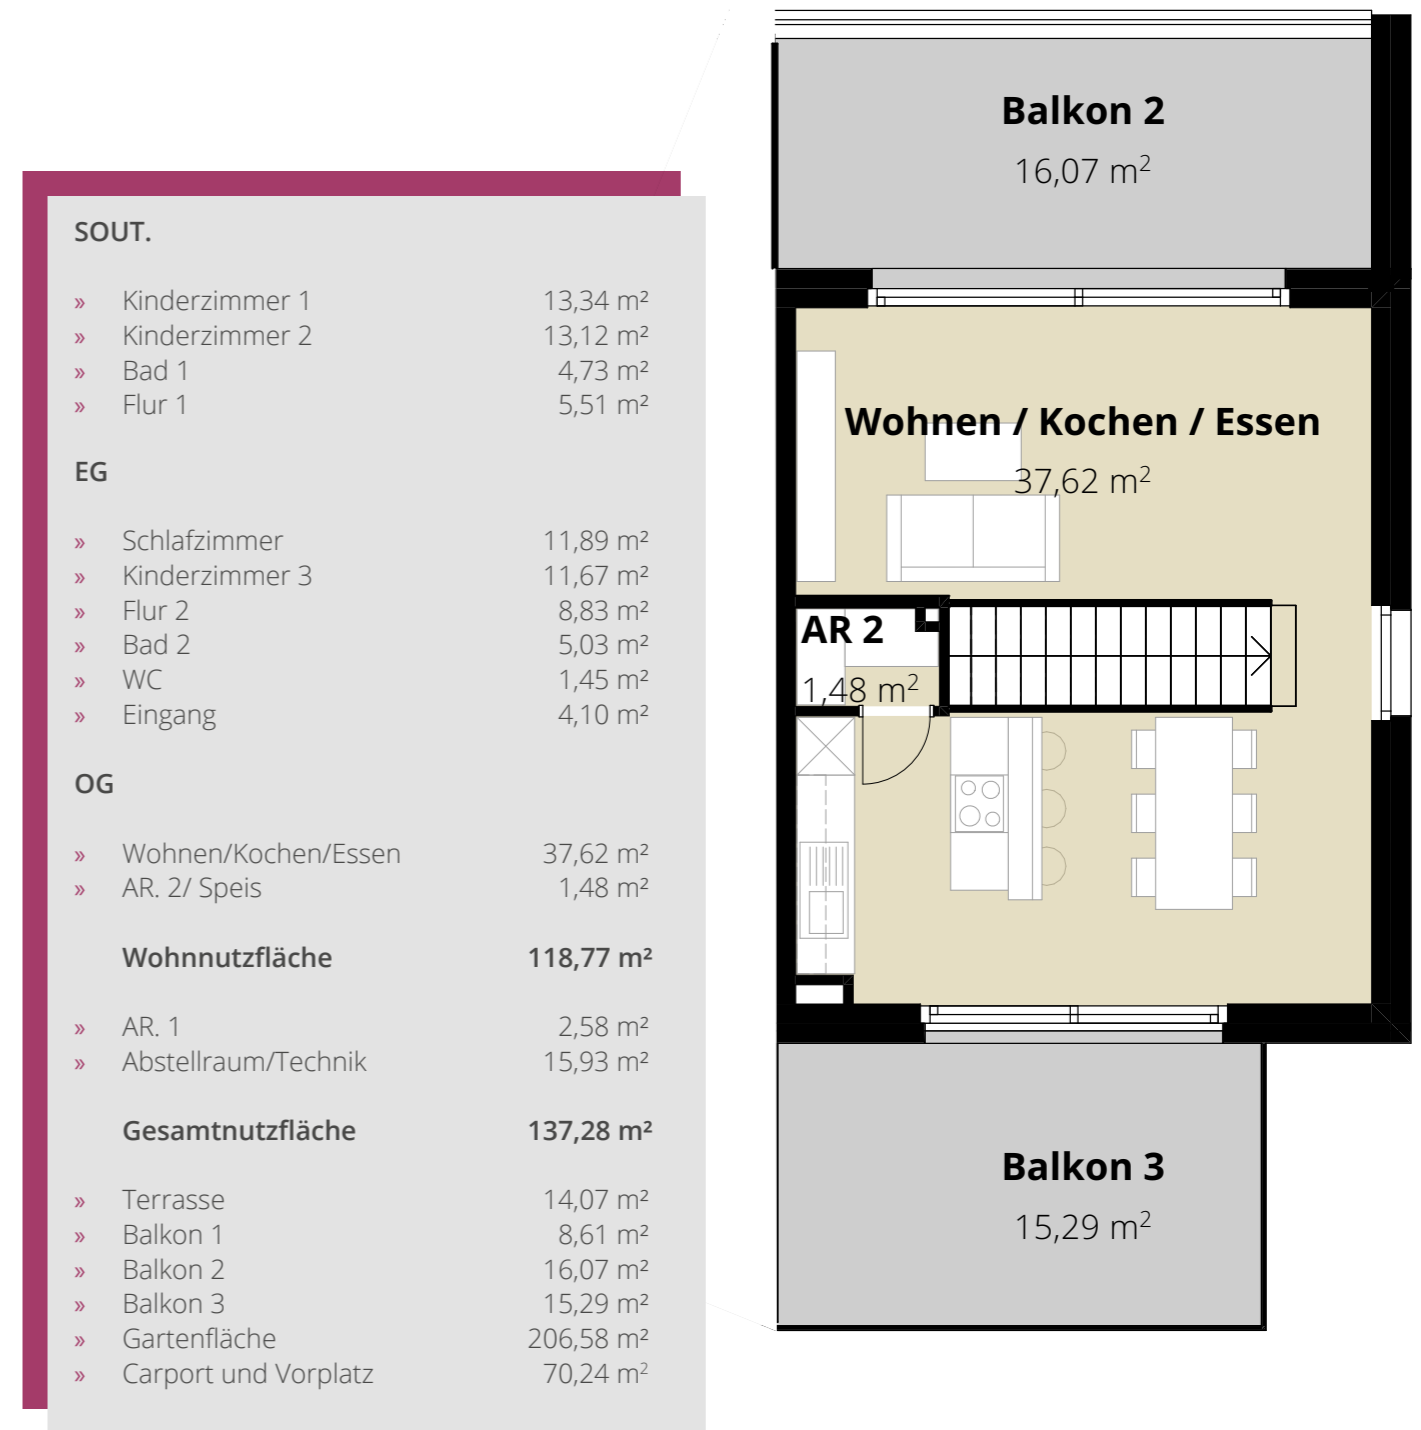 SOUT.
» Kinderzimmer 1 13,34 m²
» Kinderzimmer 2 13,12 m²
» Bad 1 4,73 m²
» Flur 1 5,51 m²
EG
» Schlafzimmer 11,89 m²
» Kinderzimmer 3 11,67 m²
» Flur 2 8,83 m²
» Bad 2 5,03 m²
» WC 1,45 m²
» Eingang 4,10 m²
OG
» Wohnen/Kochen/Essen 37,62 m²
» AR. 2/ Speis 1,48 m²
Wohnnutzfläche 118,77 m²
» AR. 1 2,58 m²
» Abstellraum/Technik 15,93 m²
Gesamtnutzfläche 137,28 m²
» Terrasse 14,07 m²
» Balkon 1 8,61 m²
» Balkon 2 16,07 m²
» Balkon 3 15,29 m²
» Gartenfläche 206,58 m²
» Carport und Vorplatz 70,24 m²
Balkon 2
16,07 m²
Wohnen / Kochen / Essen
37,62 m²
AR 2
1,48 m²
Balkon 3
15,29 m²